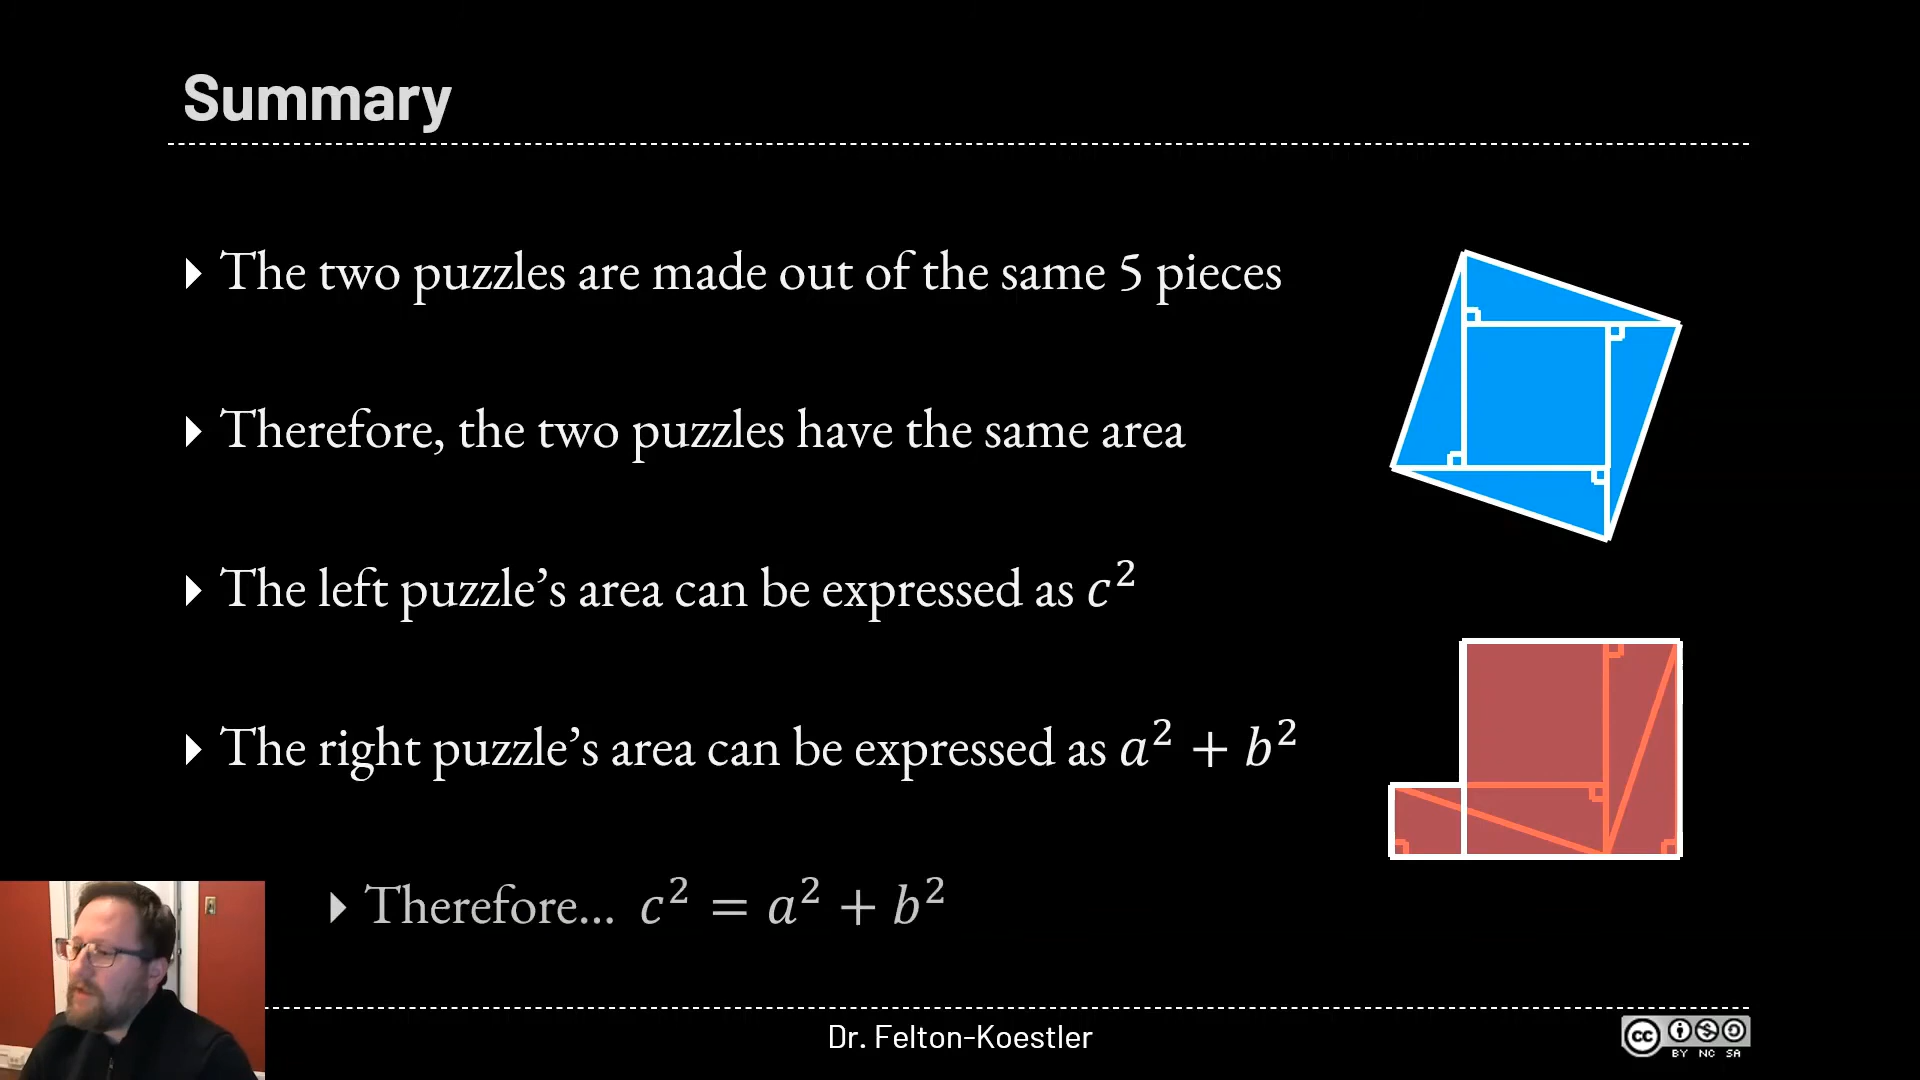 Summary
The two puzzles are made out of the same 5 pieces
Therefore, the two puzzles have the same area
The left puzzle’s area can be expressed as c²
The right puzzle’s area can be expressed as a² + b²
Therefore... c² = a² + b²
Dr. Felton-Koestler
cc
BY NC SA